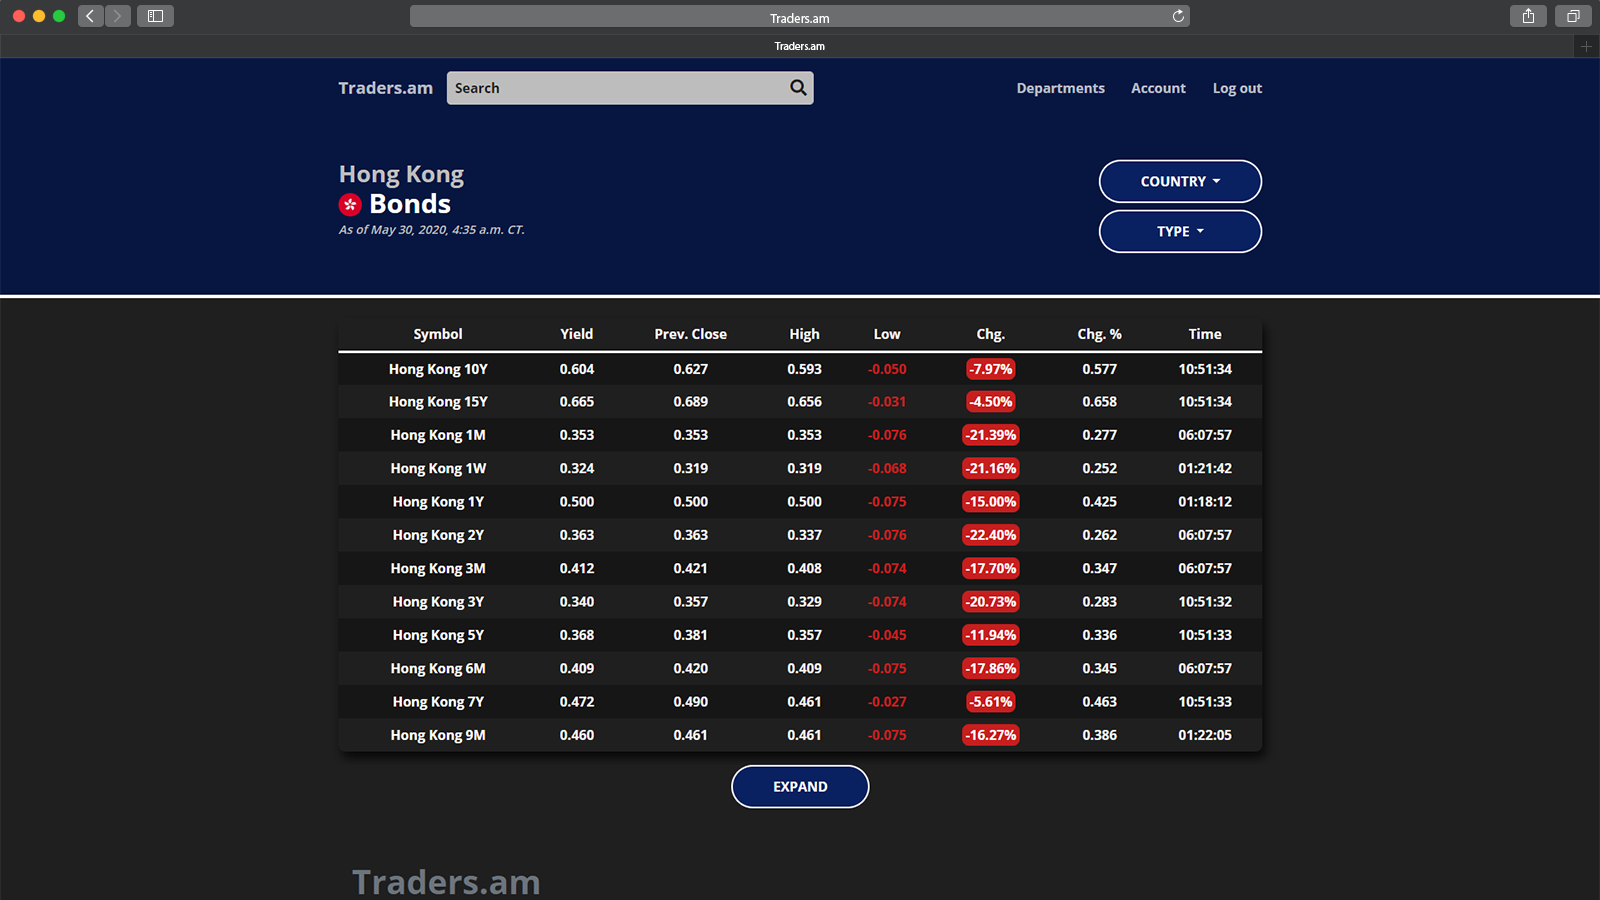 Traders.am
Traders.am
Traders.am Search Departments Account Log out
Hong Kong
Bonds
As of May 30, 2020, 4:35 a.m. CT.
COUNTRY
TYPE
Symbol Yield Prev. Close High Low Chg. Chg. % Time
Hong Kong 10Y 0.604 0.627 0.593 -0.050 -7.97% 0.577 10:51:34
Hong Kong 15Y 0.665 0.689 0.656 -0.031 -4.50% 0.658 10:51:34
Hong Kong 1M 0.353 0.353 0.353 -0.076 -21.39% 0.277 06:07:57
Hong Kong 1W 0.324 0.319 0.319 -0.068 -21.16% 0.252 01:21:42
Hong Kong 1Y 0.500 0.500 0.500 -0.075 -15.00% 0.425 01:18:12
Hong Kong 2Y 0.363 0.363 0.337 -0.076 -22.40% 0.262 06:07:57
Hong Kong 3M 0.412 0.421 0.408 -0.074 -17.70% 0.347 06:07:57
Hong Kong 3Y 0.340 0.357 0.329 -0.074 -20.73% 0.283 10:51:32
Hong Kong 5Y 0.368 0.381 0.357 -0.045 -11.94% 0.336 10:51:33
Hong Kong 6M 0.409 0.420 0.409 -0.075 -17.86% 0.345 06:07:57
Hong Kong 7Y 0.472 0.490 0.461 -0.027 -5.61% 0.463 10:51:33
Hong Kong 9M 0.460 0.461 0.461 -0.075 -16.27% 0.386 01:22:05
EXPAND
Traders.am